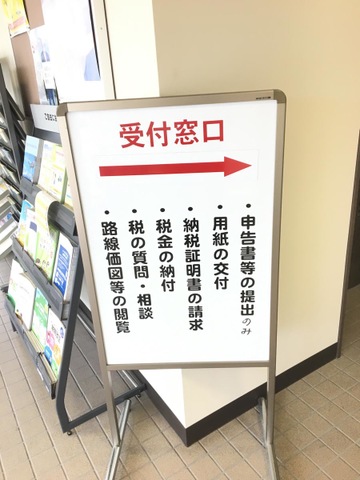 受付窓口
・申告書等の提出のみ
・用紙の交付
・納税証明書の請求
・税金の納付
・税の質問・相談
・路線価図等の閲覧